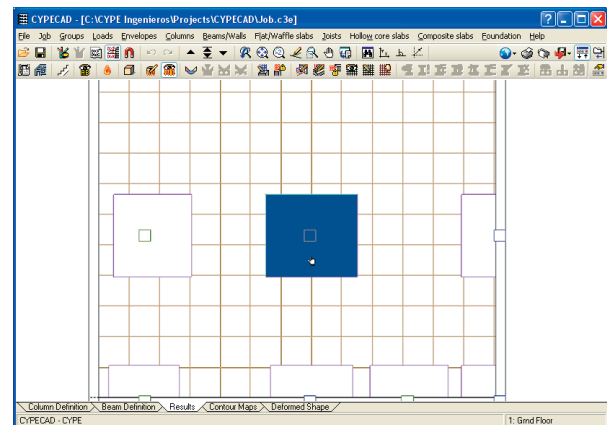 CYPECAD - [C:\CYPE Ingenieros\Projects\CYPECAD\Job.c3e]
File Job Groups Loads Envelopes Columns Beams/Walls Flat/Waffle slabs Joists Hollow core slabs Composite slabs Foundation Help
Column Definition Beam Definition Results Contour Maps Deformed Shape
CYPECAD - CYPE 1: Grnd Floor